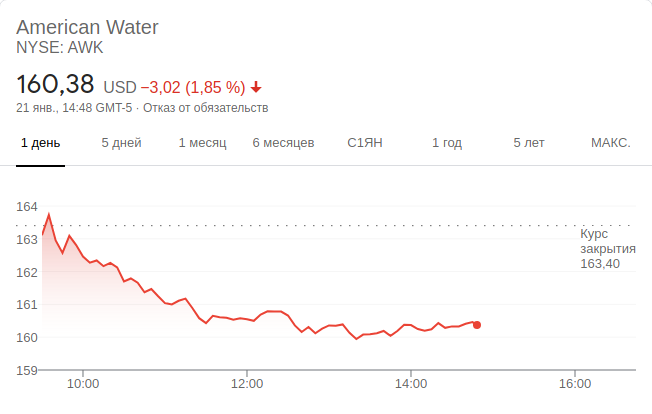 American Water
NYSE: AWK
160,38 USD −3,02 (1,85 %)
21 янв., 14:48 GMT-5 · Отказ от обязательств
1 день 5 дней 1 месяц 6 месяцев С1ЯН 1 год 5 лет МАКС.
164
163
162
161
160
159
Курс
закрытия
163,40
10:00 12:00 14:00 16:00